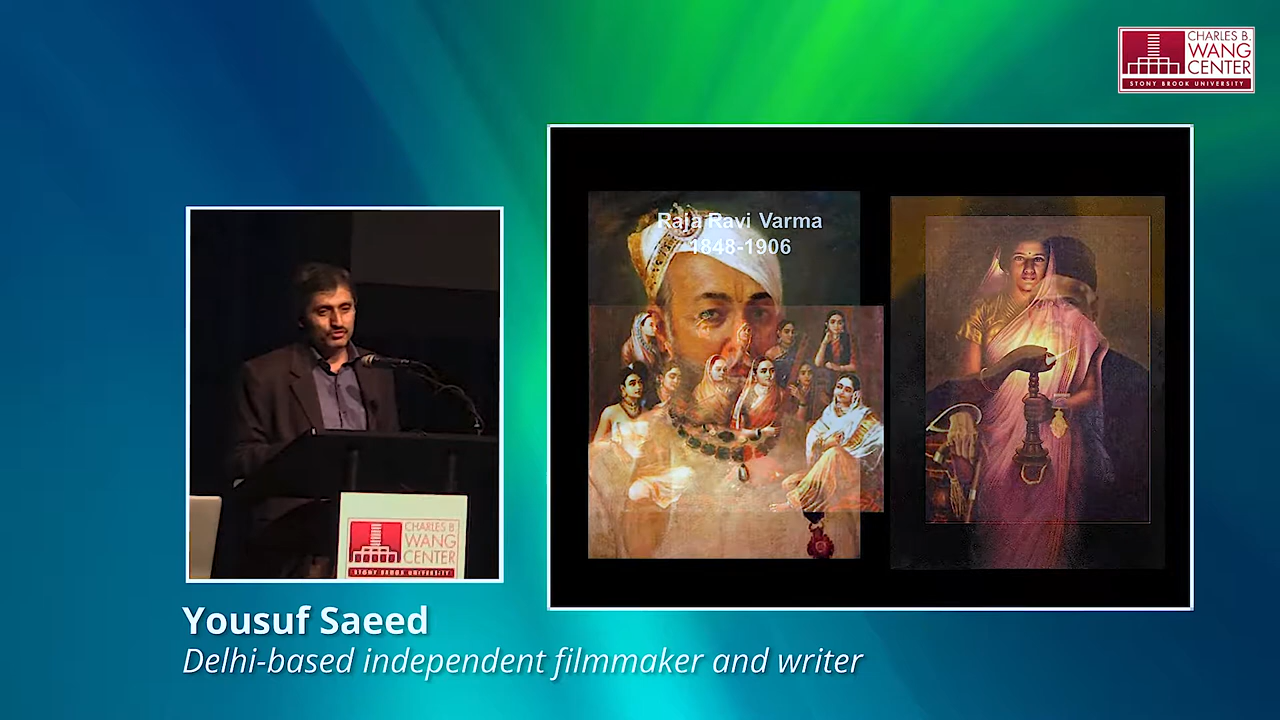 CHARLES B.
WANG
CENTER
STONY BROOK UNIVERSITY
Raja Ravi Varma
1848-1906
CHARLES B.
WANG
CENTER
STONY BROOK UNIVERSITY
Yousuf Saeed
Delhi-based independent filmmaker and writer